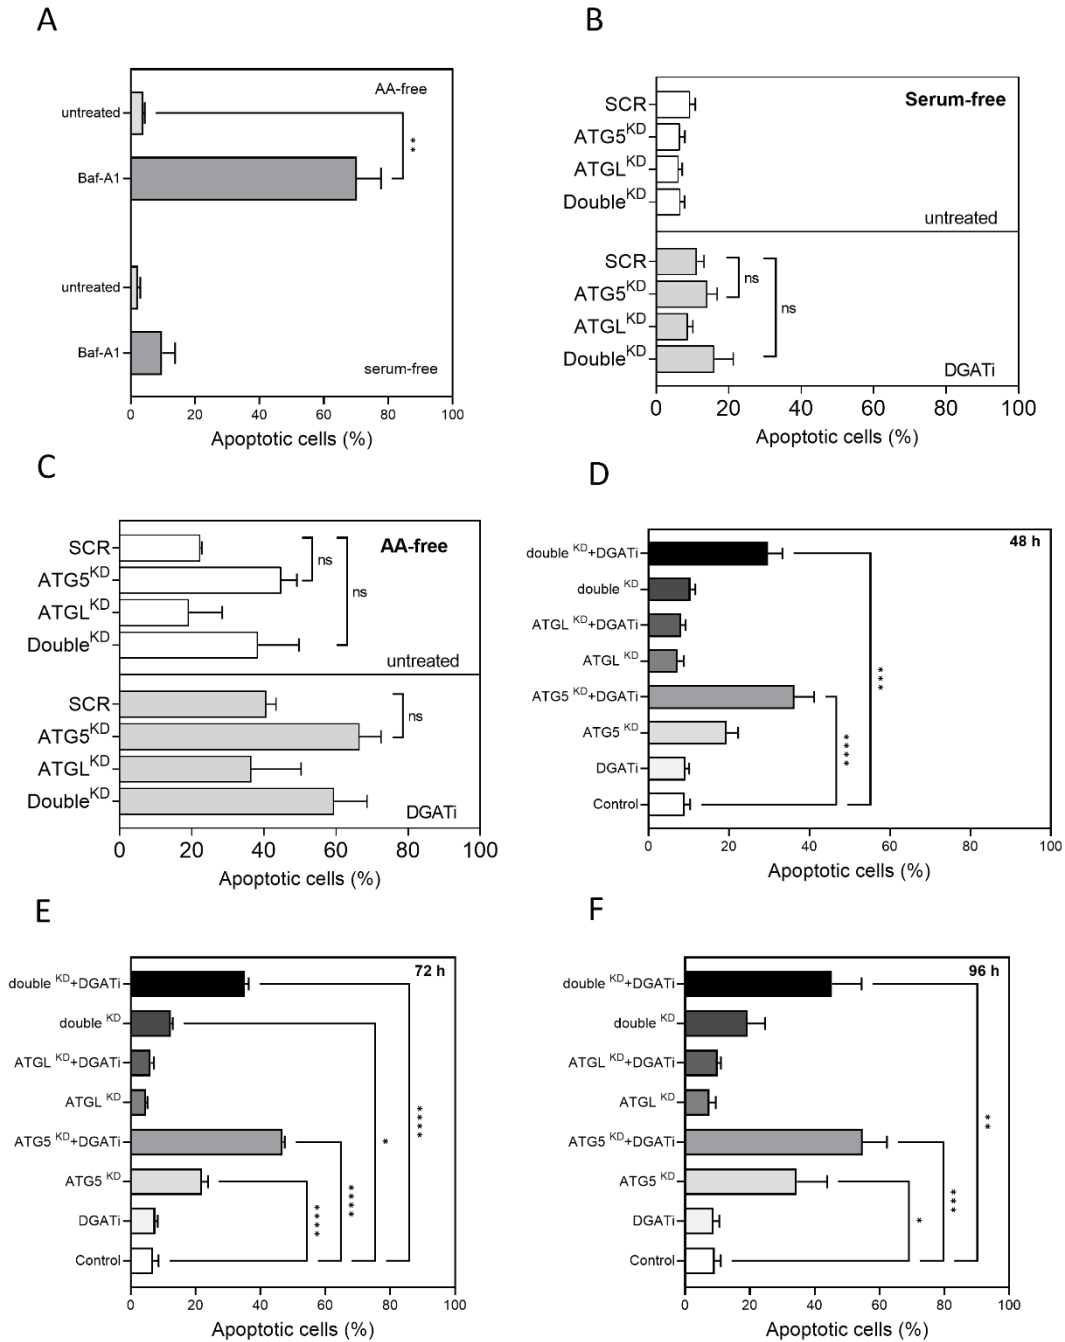 A
AA-free
untreated
**
Baf-A1
untreated
Baf-A1
serum-free
0 20 40 60 80 100
Apoptotic cells (%)
B
Serum-free
SCR
ATG5KD
ATGLKD
DoubleKD
untreated
SCR
ATG5KD
ns
ATGLKD
ns
DoubleKD
DGATi
0 20 40 60 80 100
Apoptotic cells (%)
C
AA-free
SCR
ATG5KD
ns
ATGLKD
ns
DoubleKD
untreated
SCR
ATG5KD
ns
ATGLKD
DoubleKD
DGATi
0 20 40 60 80 100
Apoptotic cells (%)
D
48 h
double KD+DGATi
double KD
ATGL KD+DGATi
ATGL KD
ATG5 KD+DGATi
ATG5 KD
DGATi
Control
****
***
0 20 40 60 80 100
Apoptotic cells (%)
E
72 h
double KD+DGATi
double KD
ATGL KD+DGATi
ATGL KD
ATG5 KD+DGATi
ATG5 KD
DGATi
Control
****
****
*
****
0 20 40 60 80 100
Apoptotic cells (%)
F
96 h
double KD+DGATi
double KD
ATGL KD+DGATi
ATGL KD
ATG5 KD+DGATi
ATG5 KD
DGATi
Control
*
***
**
0 20 40 60 80 100
Apoptotic cells (%)